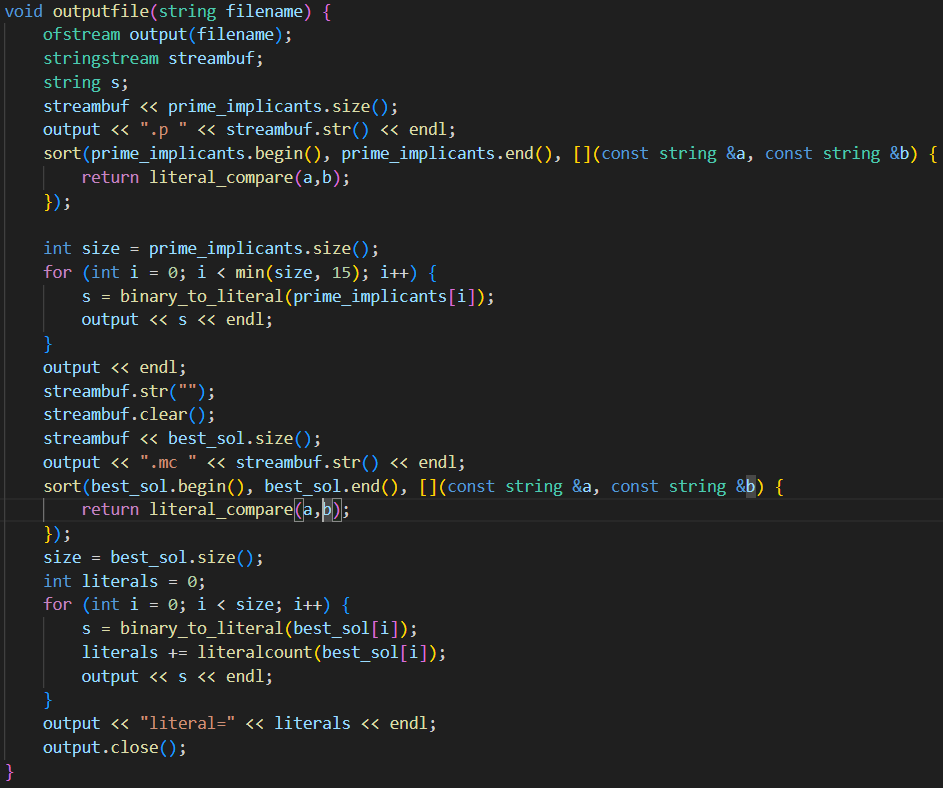 void outputfile(string filename) {
    ofstream output(filename);
    stringstream streambuf;
    string s;
    streambuf << prime_implicants.size();
    output << ".p " << streambuf.str() << endl;
    sort(prime_implicants.begin(), prime_implicants.end(), [](const string &a, const string &b) {
        return literal_compare(a,b);
    });

    int size = prime_implicants.size();
    for (int i = 0; i < min(size, 15); i++) {
        s = binary_to_literal(prime_implicants[i]);
        output << s << endl;
    }
    output << endl;
    streambuf.str("");
    streambuf.clear();
    streambuf << best_sol.size();
    output << ".mc " << streambuf.str() << endl;
    sort(best_sol.begin(), best_sol.end(), [](const string &a, const string &b) {
        return literal_compare(a,b);
    });
    size = best_sol.size();
    int literals = 0;
    for (int i = 0; i < size; i++) {
        s = binary_to_literal(best_sol[i]);
        literals += literalcount(best_sol[i]);
        output << s << endl;
    }
    output << "literal=" << literals << endl;
    output.close();
}